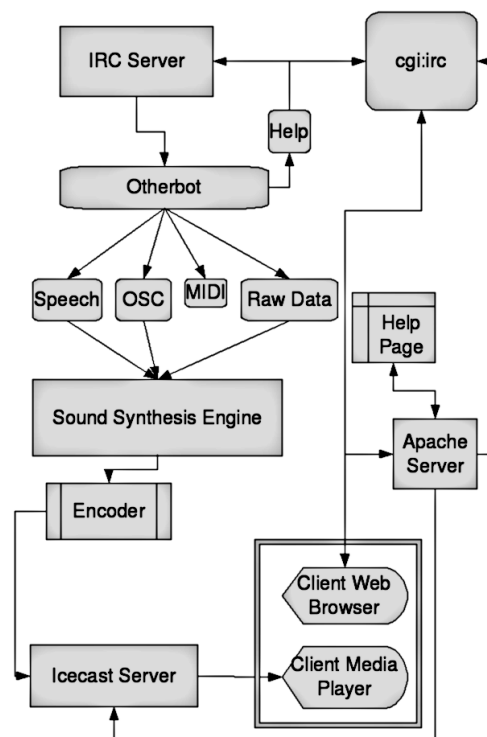 IRC Server
cgi:irc
Help
Otherbot
Speech
OSC
MIDI
Raw Data
Help
Page
Sound Synthesis Engine
Apache
Server
Encoder
Client Web
Browser
Icecast Server
Client Media
Player